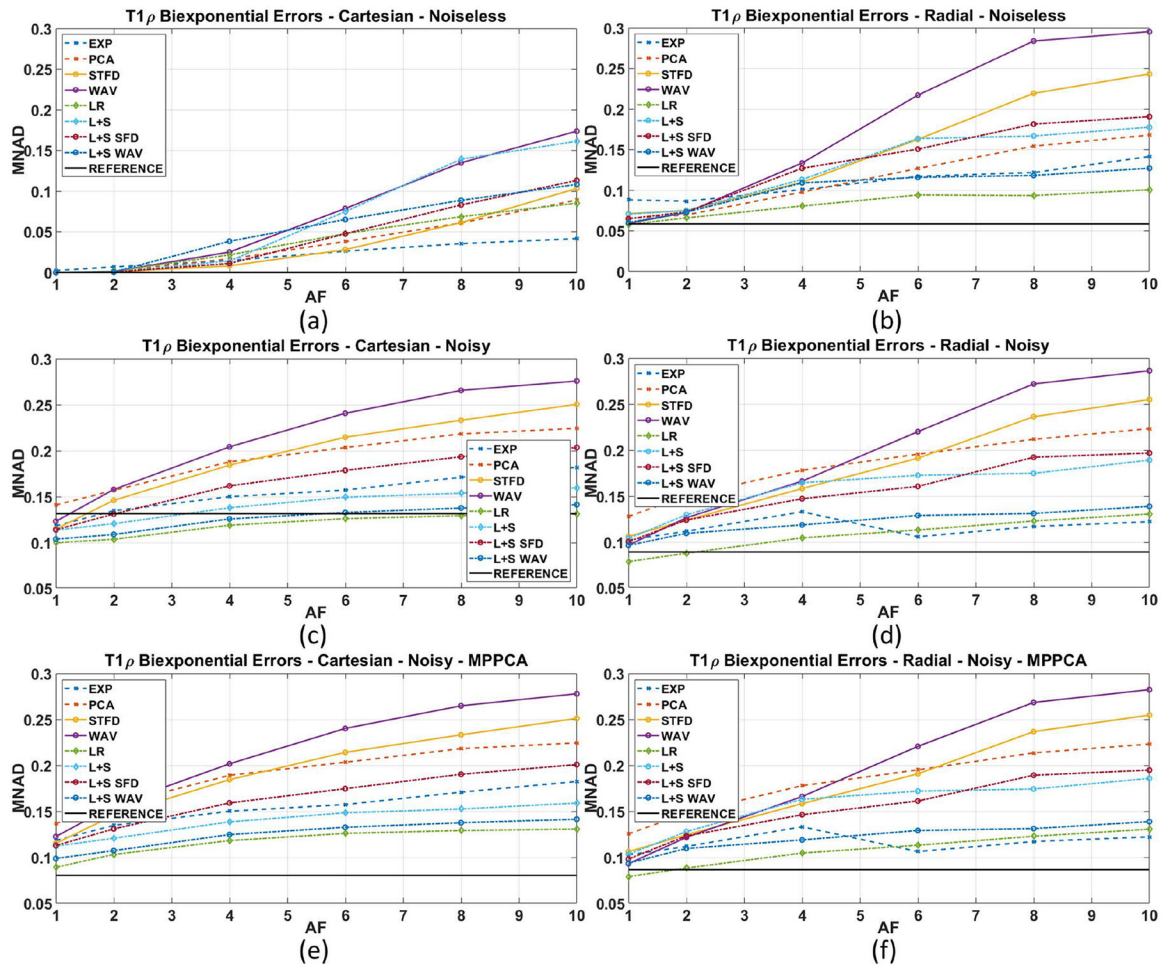 T1ρ Biexponential Errors - Cartesian - Noiseless
0.3
0.25
0.2
0.15
0.1
0.05
0
MNAD
EXP
PCA
STFD
WAV
LR
L+S
L+S SFD
L+S WAV
REFERENCE
1 2 3 4 5 6 7 8 9 10
AF
(a)
T1ρ Biexponential Errors - Radial - Noiseless
0.3
0.25
0.2
0.15
0.1
0.05
0
MNAD
EXP
PCA
STFD
WAV
LR
L+S
L+S SFD
L+S WAV
REFERENCE
1 2 3 4 5 6 7 8 9 10
AF
(b)
T1ρ Biexponential Errors - Cartesian - Noisy
0.3
0.25
0.2
0.15
0.1
0.05
MNAD
EXP
PCA
STFD
WAV
LR
L+S
L+S SFD
L+S WAV
REFERENCE
1 2 3 4 5 6 7 8 9 10
AF
(c)
T1ρ Biexponential Errors - Radial - Noisy
0.3
0.25
0.2
0.15
0.1
0.05
MNAD
EXP
PCA
STFD
WAV
LR
L+S
L+S SFD
L+S WAV
REFERENCE
1 2 3 4 5 6 7 8 9 10
AF
(d)
T1ρ Biexponential Errors - Cartesian - Noisy - MPPCA
0.3
0.25
0.2
0.15
0.1
0.05
MNAD
EXP
PCA
STFD
WAV
LR
L+S
L+S SFD
L+S WAV
REFERENCE
1 2 3 4 5 6 7 8 9 10
AF
(e)
T1ρ Biexponential Errors - Radial - Noisy - MPPCA
0.3
0.25
0.2
0.15
0.1
0.05
MNAD
EXP
PCA
STFD
WAV
LR
L+S
L+S SFD
L+S WAV
REFERENCE
1 2 3 4 5 6 7 8 9 10
AF
(f)